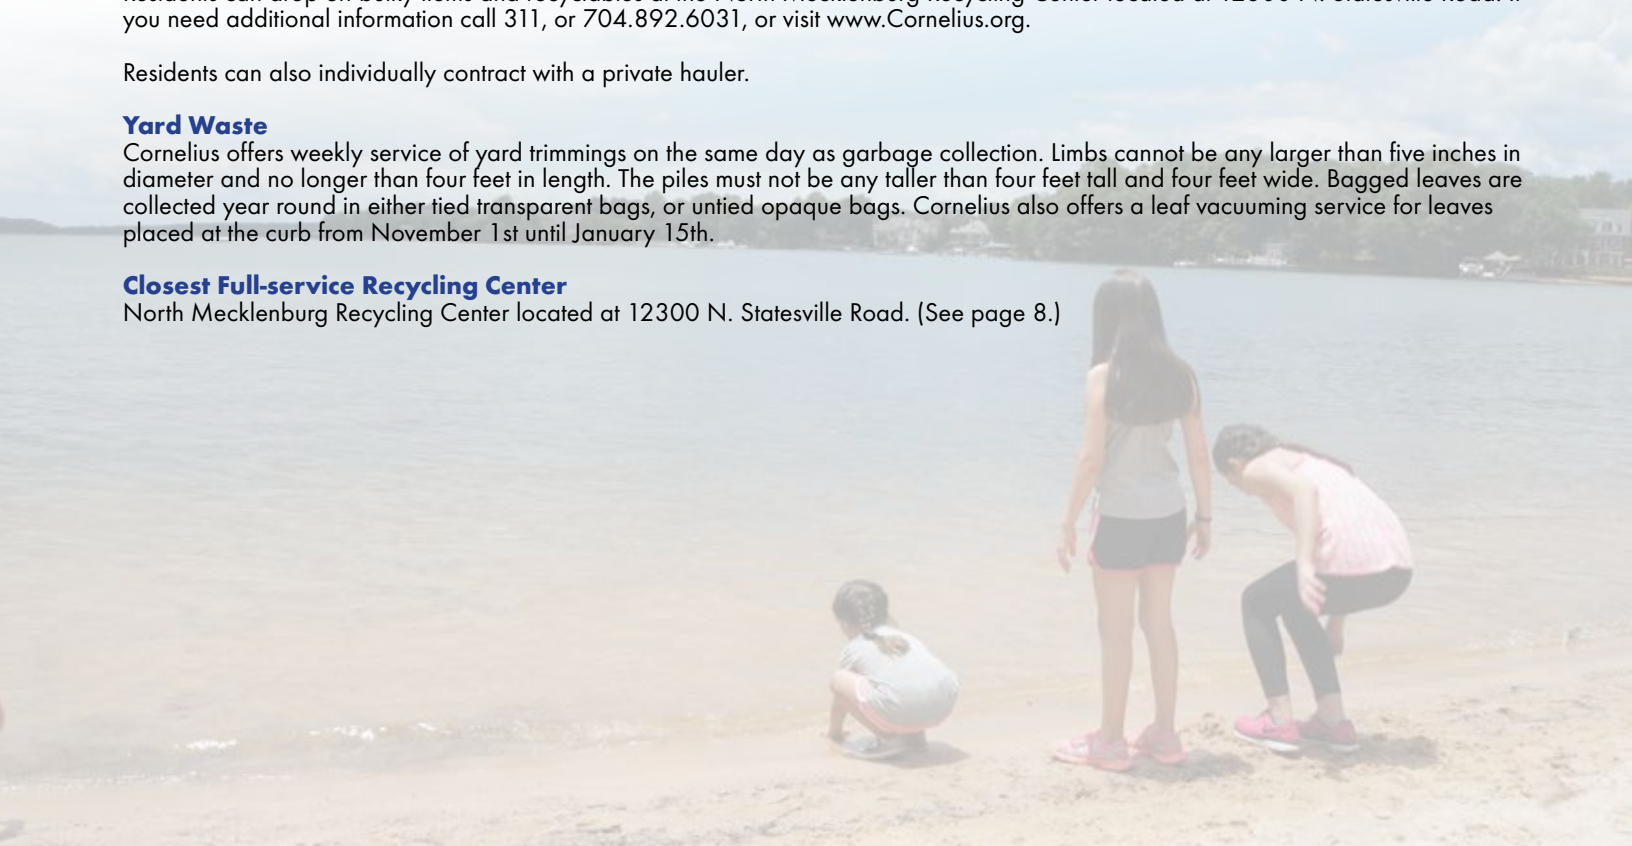 you need additional information call 311, or 704.892.6031, or visit www.Cornelius.org.
Residents can also individually contract with a private hauler.
Yard Waste
Cornelius offers weekly service of yard trimmings on the same day as garbage collection. Limbs cannot be any larger than five inches in
diameter and no longer than four feet in length. The piles must not be any taller than four feet tall and four feet wide. Bagged leaves are
collected year round in either tied transparent bags, or untied opaque bags. Cornelius also offers a leaf vacuuming service for leaves
placed at the curb from November 1st until January 15th.
Closest Full-service Recycling Center
North Mecklenburg Recycling Center located at 12300 N. Statesville Road. (See page 8.)